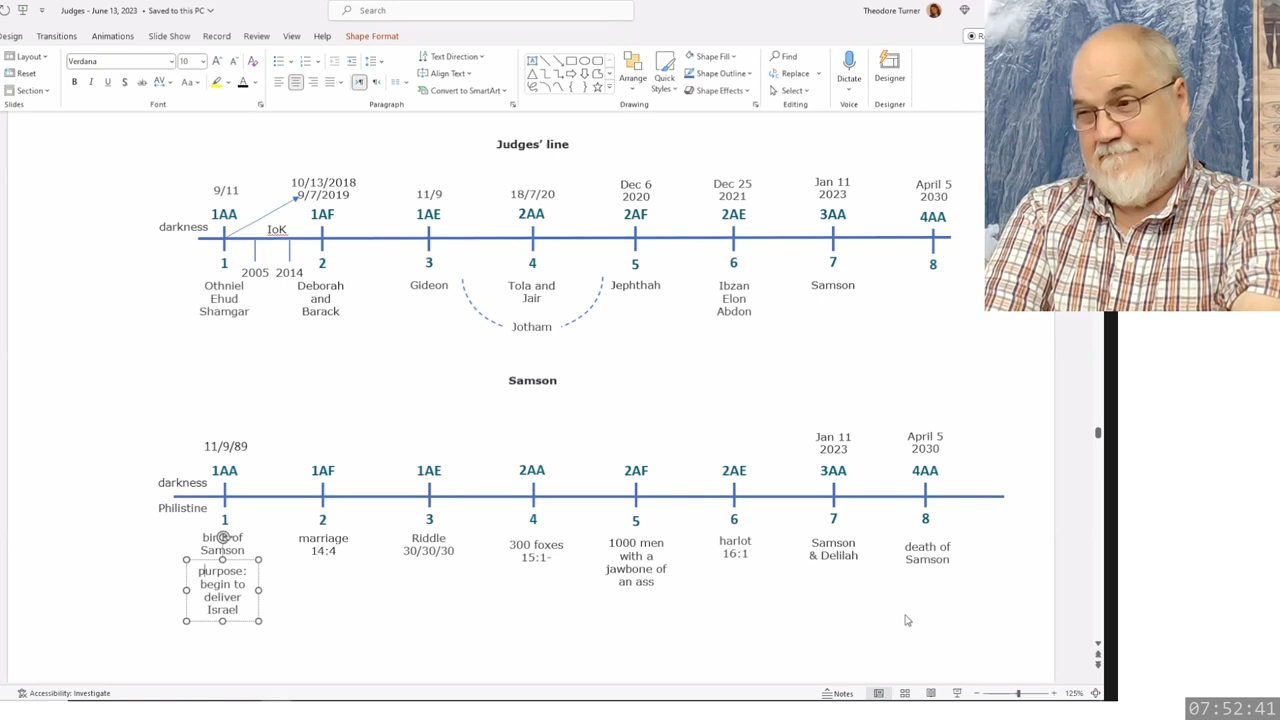 Judges - June 13, 2023 • Saved to this PC
Search
Theodore Turner
Design Transitions Animations Slide Show Record Review View Help Shape Format
Layout
Reset
Section
Slides
Verdana 10
B I U S ab AV Aa A
Font
Paragraph
Text Direction
Align Text
Convert to SmartArt
Arrange
Quick Styles
Shape Fill
Shape Outline
Shape Effects
Drawing
Find
Replace
Select
Editing
Dictate
Voice
Designer
Designer
Judges’ line
9/11
10/13/2018
9/7/2019
11/9
18/7/20
Dec 6
2020
Dec 25
2021
Jan 11
2023
April 5
2030
1AA 1AF 1AE 2AA 2AF 2AE 3AA 4AA
darkness
IoK
1 2 3 4 5 6 7 8
2005 2014
Othniel
Ehud
Shamgar
Deborah
and
Barack
Gideon
Tola and
Jair
Jotham
Jephthah
Ibzan
Elon
Abdon
Samson
Samson
11/9/89
Jan 11
2023
April 5
2030
1AA 1AF 1AE 2AA 2AF 2AE 3AA 4AA
darkness
Philistine
1 2 3 4 5 6 7 8
birth of
Samson
purpose:
begin to
deliver
Israel
marriage
14:4
Riddle
30/30/30
300 foxes
15:1-
1000 men
with a
jawbone of
an ass
harlot
16:1
Samson
& Delilah
death of
Samson
Accessibility: Investigate
Notes
125%
07:52:41